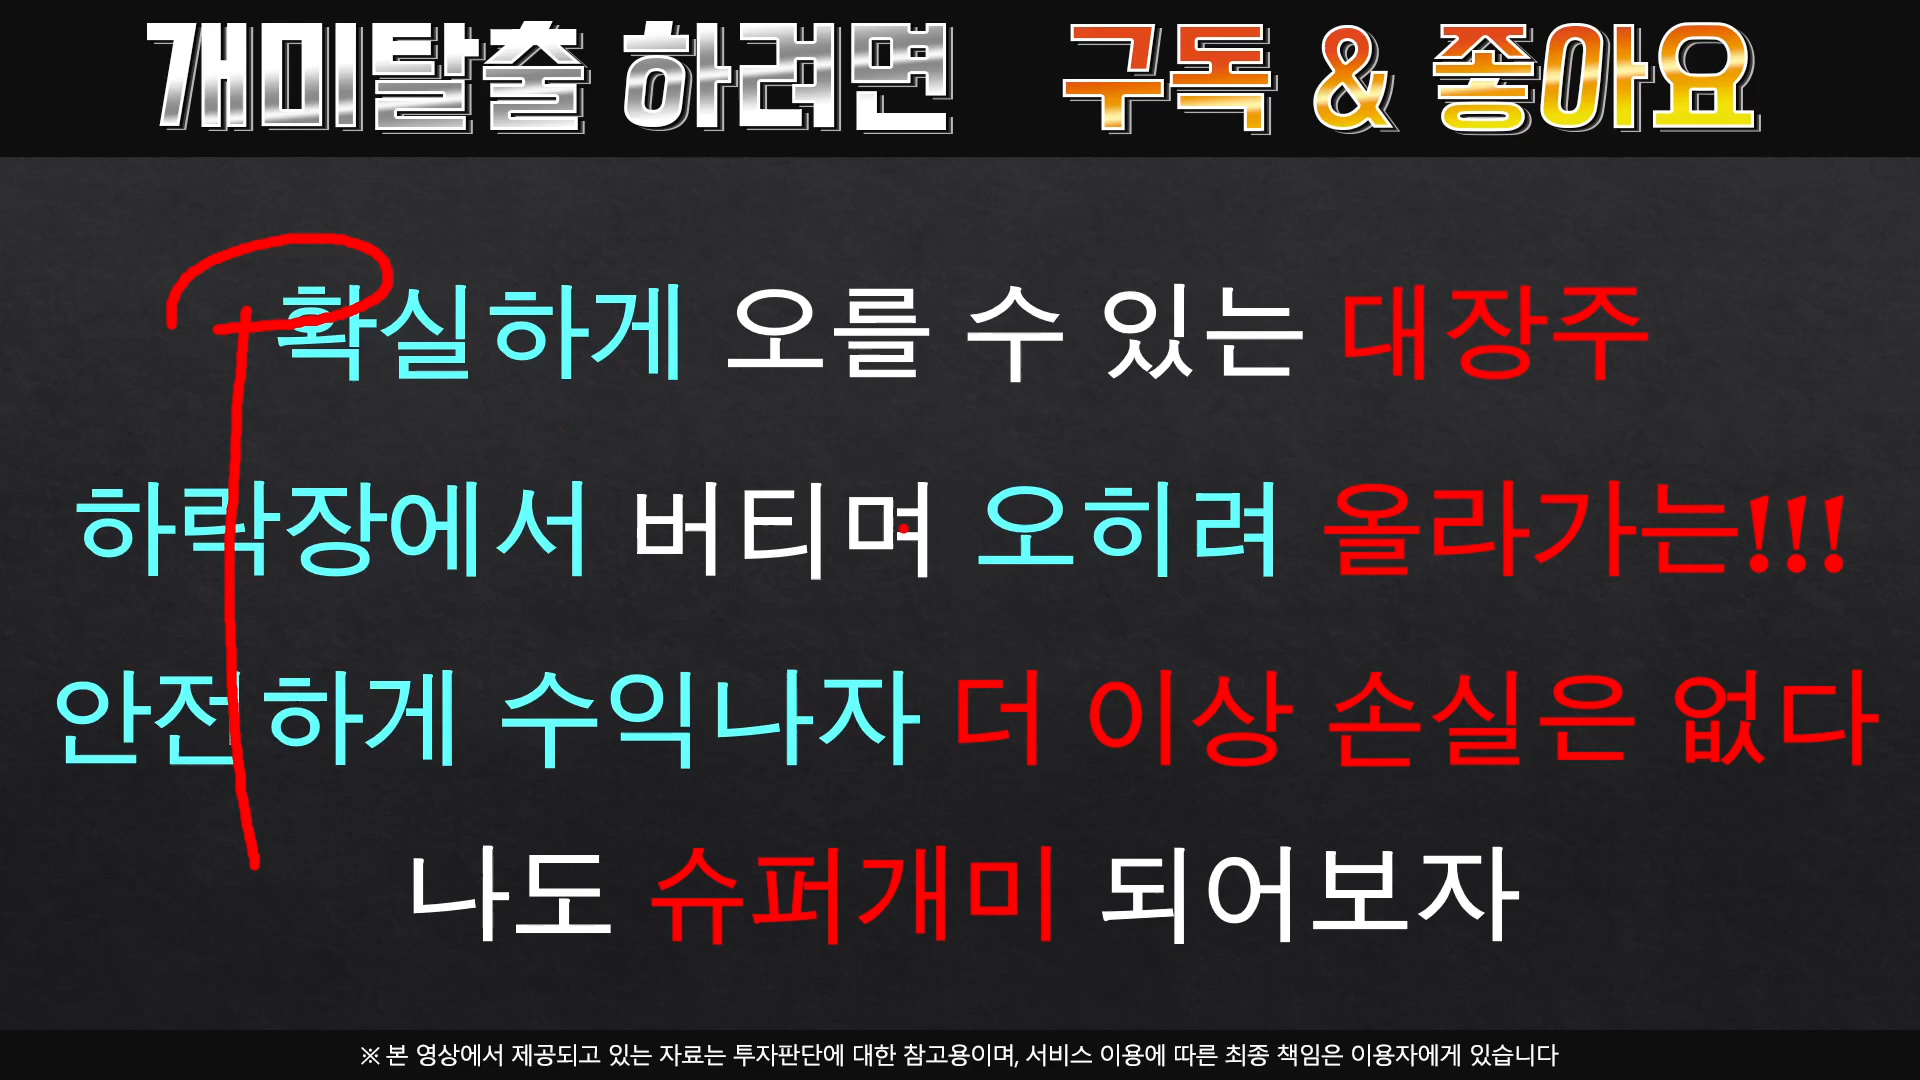 개미탈출 하려면 구독 & 좋아요
확실하게 오를 수 있는 대장주
하락장에서 버티며 오히려 올라가는!!!
안전하게 수익나자 더 이상 손실은 없다
나도 슈퍼개미 되어보자
※ 본 영상에서 제공되고 있는 자료는 투자판단에 대한 참고용이며, 서비스 이용에 따른 최종 책임은 이용자에게 있습니다